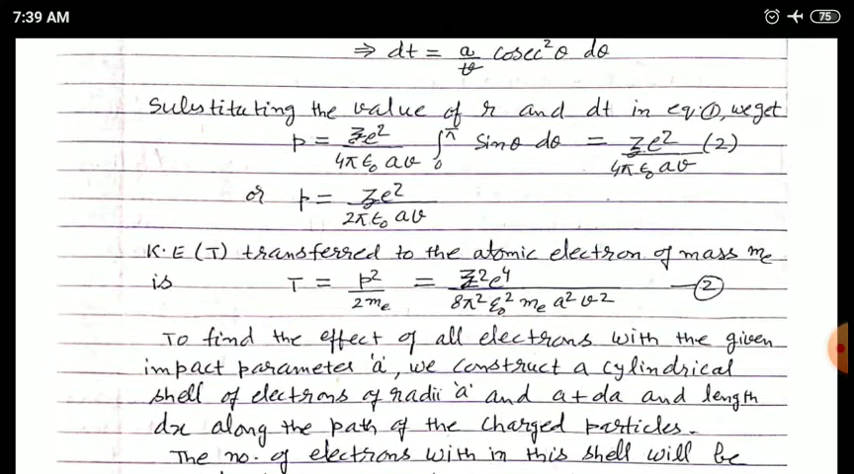 7:39 AM
75
⇒ dt = a/v cosec²θ dθ
Substituting the value of r and dt in eq. ①, we get
p = ze²/4πε₀av ∫₀^π sinθ dθ = ze²/4πε₀av (2)
or p = ze²/2πε₀av
K.E (T) transferred to the atomic electron of mass me
is T = p²/2me = z²e⁴/8π²ε₀² me a²v² —②
To find the effect of all electrons with the given
impact parameter 'a', we construct a cylindrical
shell of electrons of radii 'a' and a+da and length
dx along the path of the charged particles.
The no. of electrons with in this shell will be